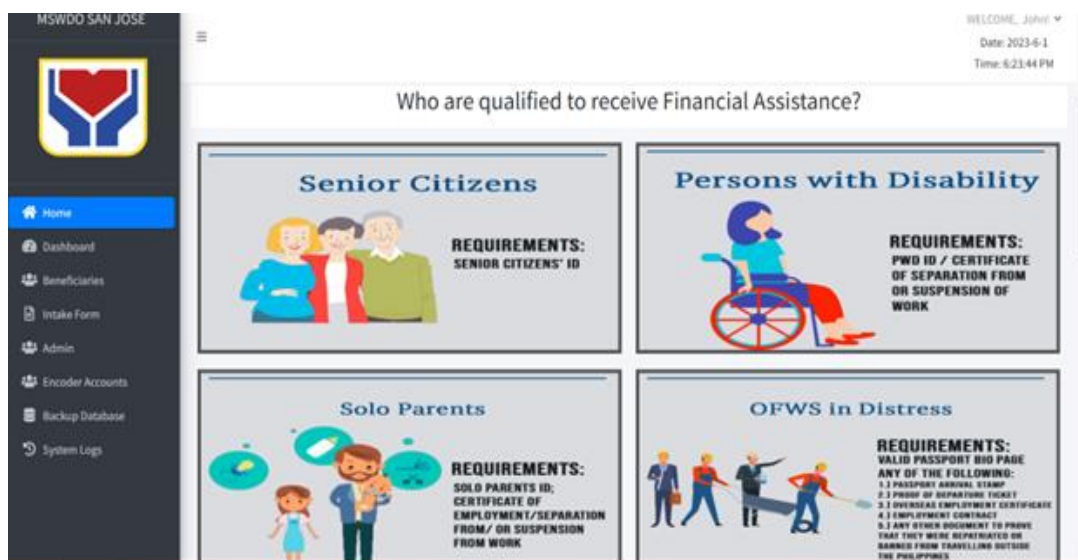 MSWDO SAN JOSE
WELCOME, John!
Date: 2023-6-1
Time: 6:23:44 PM
Home
Dashboard
Beneficiaries
Intake Form
Admin
Encoder Accounts
Backup Database
System Logs
Who are qualified to receive Financial Assistance?
Senior Citizens
REQUIREMENTS:
SENIOR CITIZENS' ID
Persons with Disability
REQUIREMENTS:
PWD ID / CERTIFICATE
OF SEPARATION FROM
OR SUSPENSION OF
WORK
Solo Parents
REQUIREMENTS:
SOLO PARENTS ID;
CERTIFICATE OF
EMPLOYMENT/SEPARATION
FROM/ OR SUSPENSION
FROM WORK
OFWS in Distress
REQUIREMENTS:
VALID PASSPORT BIO PAGE
ANY OF THE FOLLOWING:
1.) PASSPORT ARRIVAL STAMP
2.) PROOF OF DEPARTURE TICKET
3.) OVERSEAS EMPLOYMENT CERTIFICATE
4.) EMPLOYMENT CONTRACT
5.) ANY OTHER DOCUMENT TO PROVE
THAT THEY WERE REPATRIATED OR
BANNED FROM TRAVELLING OUTSIDE
THE PHILIPPINES